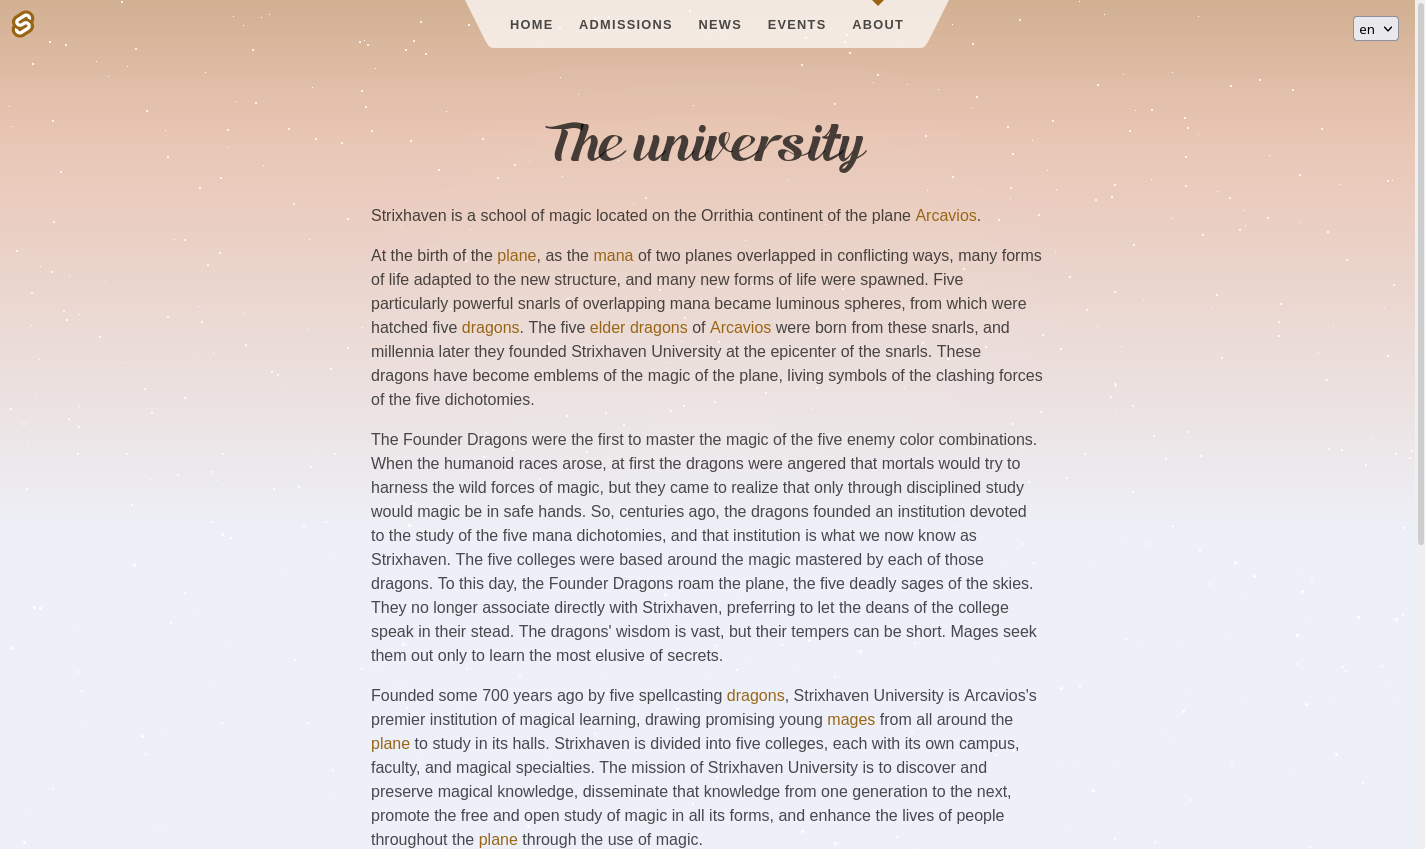 HOME ADMISSIONS NEWS EVENTS ABOUT
en
The university
Strixhaven is a school of magic located on the Orrithia continent of the plane Arcavios.
At the birth of the plane, as the mana of two planes overlapped in conflicting ways, many forms
of life adapted to the new structure, and many new forms of life were spawned. Five
particularly powerful snarls of overlapping mana became luminous spheres, from which were
hatched five dragons. The five elder dragons of Arcavios were born from these snarls, and
millennia later they founded Strixhaven University at the epicenter of the snarls. These
dragons have become emblems of the magic of the plane, living symbols of the clashing forces
of the five dichotomies.
The Founder Dragons were the first to master the magic of the five enemy color combinations.
When the humanoid races arose, at first the dragons were angered that mortals would try to
harness the wild forces of magic, but they came to realize that only through disciplined study
would magic be in safe hands. So, centuries ago, the dragons founded an institution devoted
to the study of the five mana dichotomies, and that institution is what we now know as
Strixhaven. The five colleges were based around the magic mastered by each of those
dragons. To this day, the Founder Dragons roam the plane, the five deadly sages of the skies.
They no longer associate directly with Strixhaven, preferring to let the deans of the college
speak in their stead. The dragons' wisdom is vast, but their tempers can be short. Mages seek
them out only to learn the most elusive of secrets.
Founded some 700 years ago by five spellcasting dragons, Strixhaven University is Arcavios's
premier institution of magical learning, drawing promising young mages from all around the
plane to study in its halls. Strixhaven is divided into five colleges, each with its own campus,
faculty, and magical specialties. The mission of Strixhaven University is to discover and
preserve magical knowledge, disseminate that knowledge from one generation to the next,
promote the free and open study of magic in all its forms, and enhance the lives of people
throughout the plane through the use of magic.